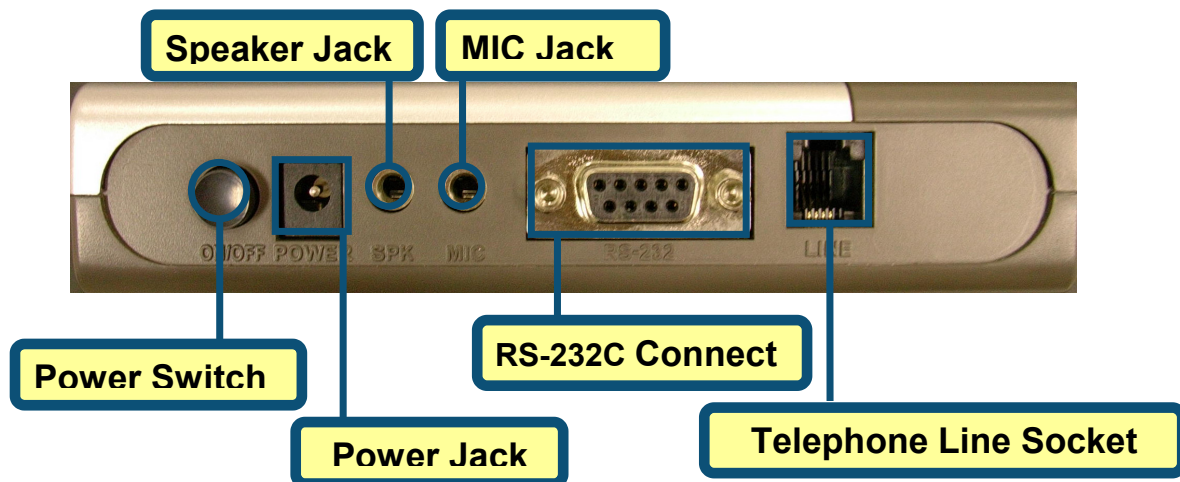 Speaker Jack
MIC Jack
ON/OFF POWER SPK MIC RS-232 LINE
RS-232C Connect
Power Switch
Telephone Line Socket
Power Jack